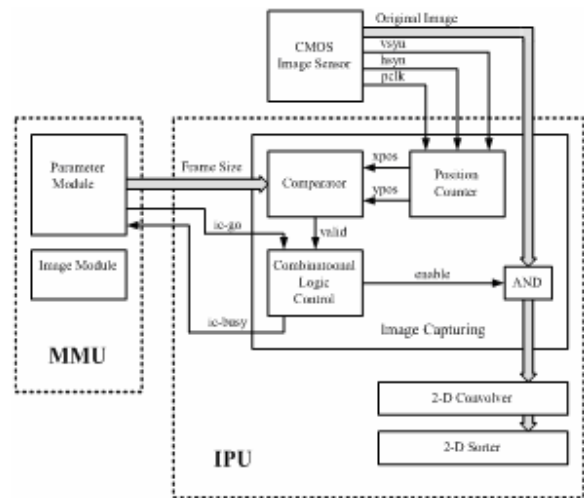 Original Image
CMOS
Image Sensor
vsyn
hsyn
pclk
Parameter
Module
Frame Size
Comparator
xpos
ypos
Position
Counter
ic-go
valid
Image Module
Combinational
Logic
Control
enable
AND
ic-busy
Image Capturing
MMU
2-D Convolver
2-D Sorter
IPU